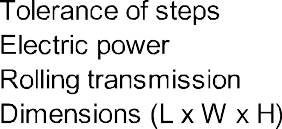 Tolerance of steps
Electric power
Rolling transmission
Dimensions (L x W x H)